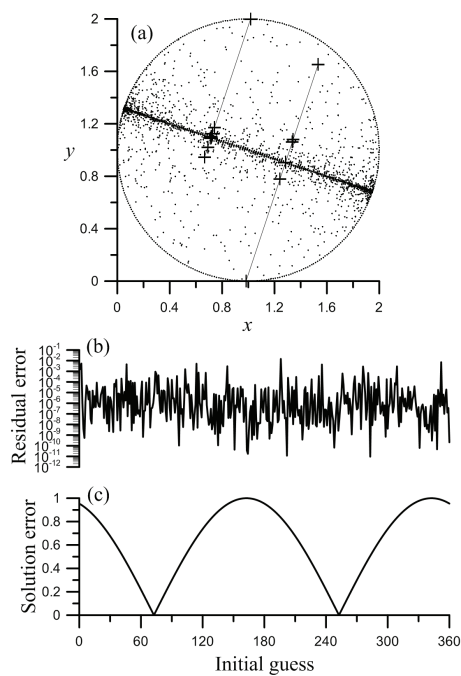 (a)
2
1.6
1.2
y
0.8
0.4
0
0 0.4 0.8 1.2 1.6 2
x
(b)
Residual error
10-1
10-2
10-3
10-4
10-5
10-6
10-7
10-8
10-9
10-10
10-11
10-12
(c)
Solution error
1
0.8
0.6
0.4
0.2
0
0 60 120 180 240 300 360
Initial guess